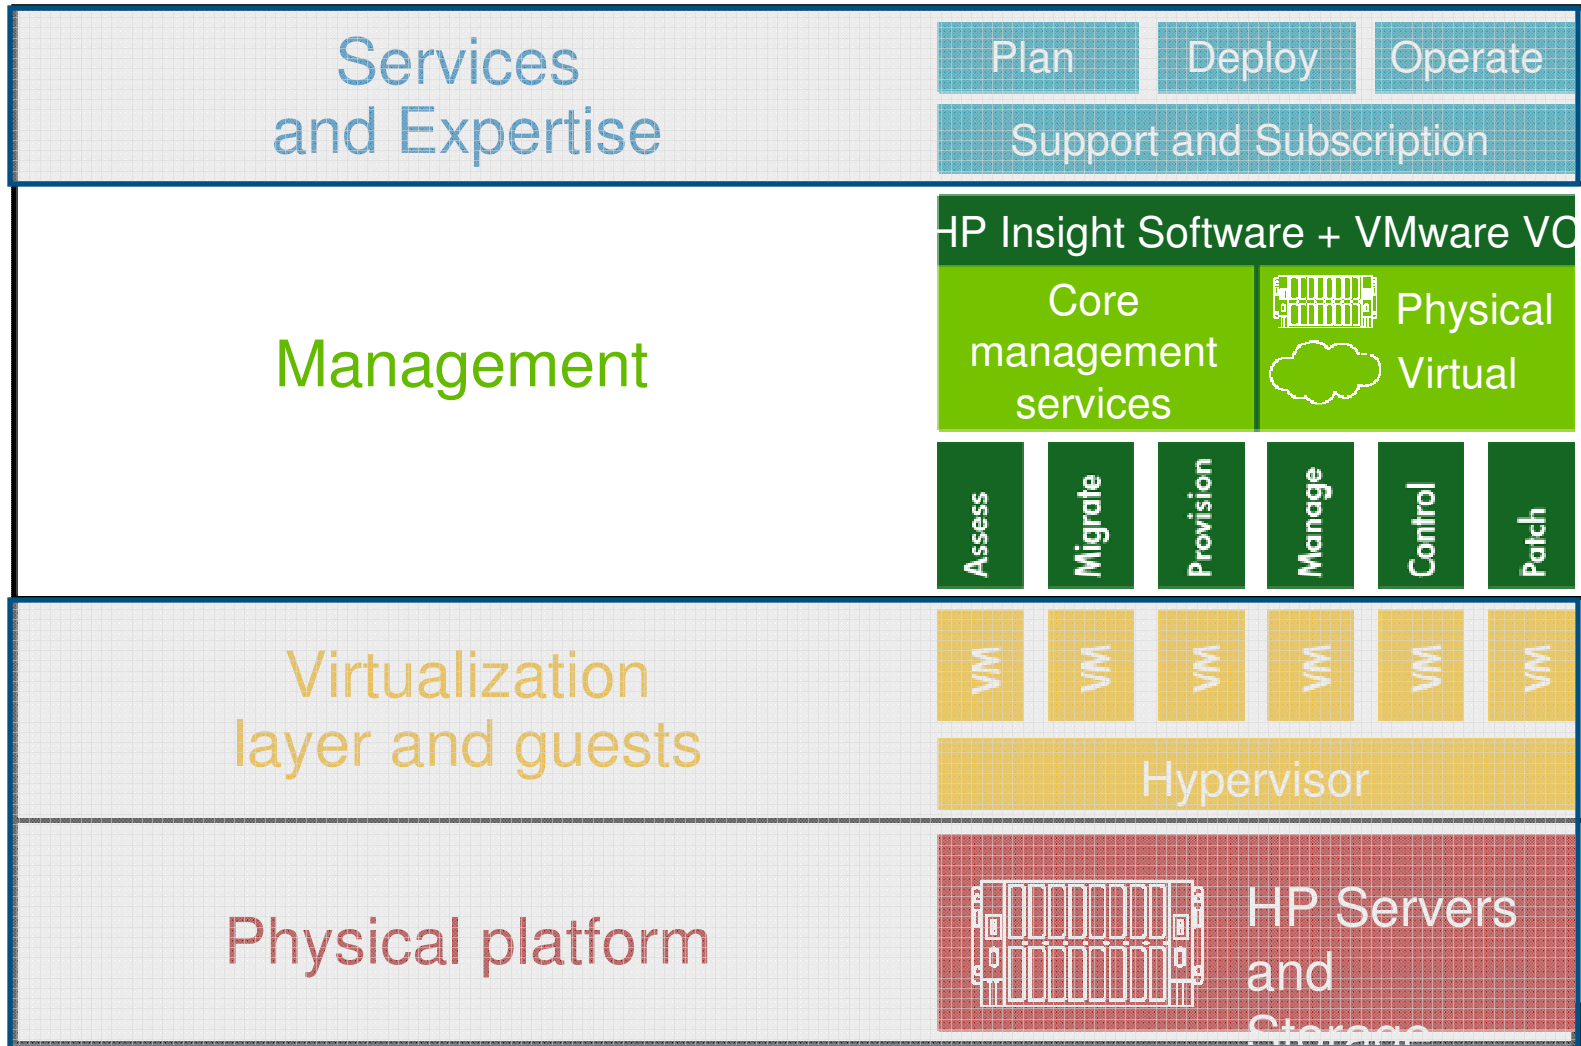 Services
and Expertise
Plan
Deploy
Operate
Support and Subscription
HP Insight Software + VMware VC
Management
Core
management
services
Physical
Virtual
Assess
Migrate
Provision
Manage
Control
Patch
Virtualization
layer and guests
VM
VM
VM
VM
VM
VM
Hypervisor
Physical platform
HP Servers
and
Storage